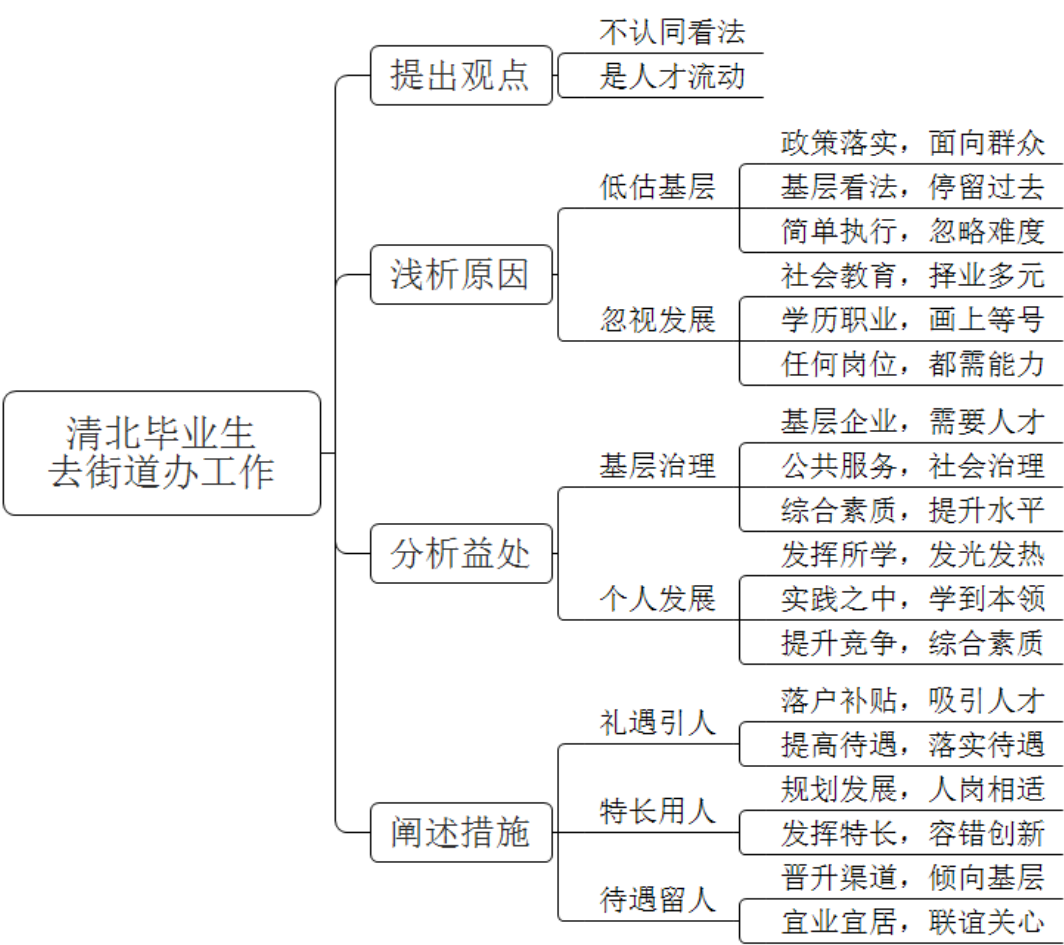 清北毕业生
去街道办工作
提出观点
不认同看法
是人才流动
浅析原因
低估基层
政策落实，面向群众
基层看法，停留过去
简单执行，忽略难度
忽视发展
社会教育，择业多元
学历职业，画上等号
任何岗位，都需能力
分析益处
基层治理
基层企业，需要人才
公共服务，社会治理
综合素质，提升水平
个人发展
发挥所学，发光发热
实践之中，学到本领
提升竞争，综合素质
阐述措施
礼遇引人
落户补贴，吸引人才
提高待遇，落实待遇
特长用人
规划发展，人岗相适
发挥特长，容错创新
待遇留人
晋升渠道，倾向基层
宜业宜居，联谊关心